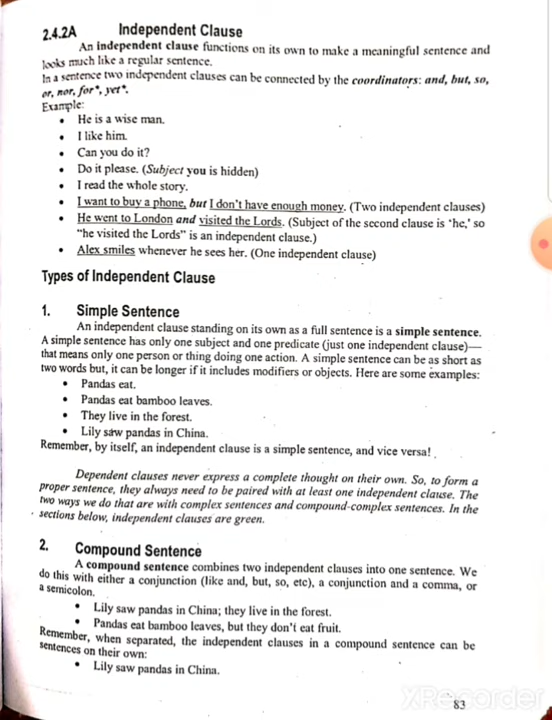 2.4.2A Independent Clause
An independent clause functions on its own to make a meaningful sentence and
looks much like a regular sentence.
In a sentence two independent clauses can be connected by the coordinators: and, but, so,
or, nor, for*, yet*.
Example:
• He is a wise man.
• I like him.
• Can you do it?
• Do it please. (Subject you is hidden)
• I read the whole story.
• I want to buy a phone, but I don't have enough money. (Two independent clauses)
• He went to London and visited the Lords. (Subject of the second clause is 'he,' so
"he visited the Lords" is an independent clause.)
• Alex smiles whenever he sees her. (One independent clause)
Types of Independent Clause
1. Simple Sentence
An independent clause standing on its own as a full sentence is a simple sentence.
A simple sentence has only one subject and one predicate (just one independent clause)—
that means only one person or thing doing one action. A simple sentence can be as short as
two words but, it can be longer if it includes modifiers or objects. Here are some examples:
• Pandas eat.
• Pandas eat bamboo leaves.
• They live in the forest.
• Lily saw pandas in China.
Remember, by itself, an independent clause is a simple sentence, and vice versa!
Dependent clauses never express a complete thought on their own. So, to form a
proper sentence, they always need to be paired with at least one independent clause. The
two ways we do that are with complex sentences and compound-complex sentences. In the
sections below, independent clauses are green.
2. Compound Sentence
A compound sentence combines two independent clauses into one sentence. We
do this with either a conjunction (like and, but, so, etc), a conjunction and a comma, or
a semicolon.
• Lily saw pandas in China; they live in the forest.
• Pandas eat bamboo leaves, but they don't eat fruit.
Remember, when separated, the independent clauses in a compound sentence can be
sentences on their own:
• Lily saw pandas in China.
83
XRecorder